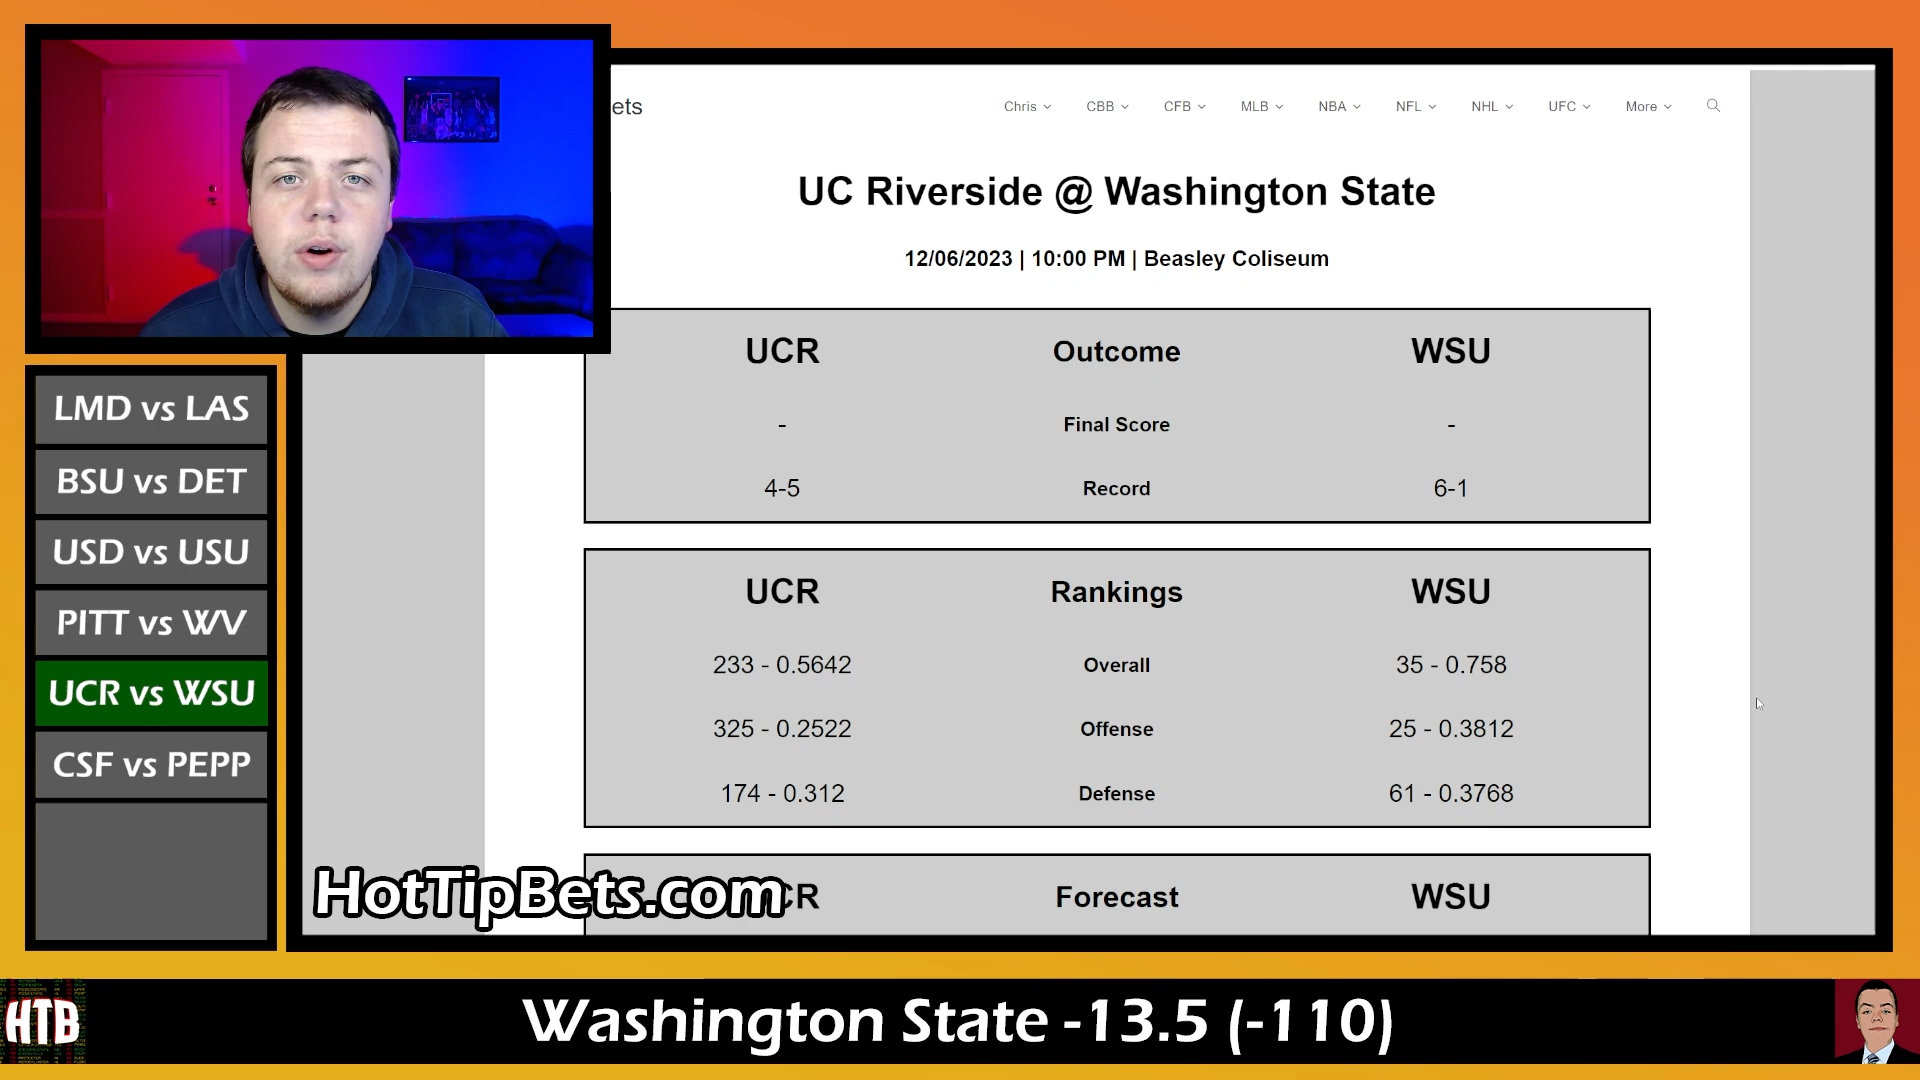 ets
Chris CBB CFB MLB NBA NFL NHL UFC More
UC Riverside @ Washington State
12/06/2023 | 10:00 PM | Beasley Coliseum
UCR Outcome WSU
- Final Score -
4-5 Record 6-1
UCR Rankings WSU
233 - 0.5642 Overall 35 - 0.758
325 - 0.2522 Offense 25 - 0.3812
174 - 0.312 Defense 61 - 0.3768
CR Forecast WSU
LMD vs LAS
BSU vs DET
USD vs USU
PITT vs WV
UCR vs WSU
CSF vs PEPP
HotTipBets.com
HTB
Washington State -13.5 (-110)